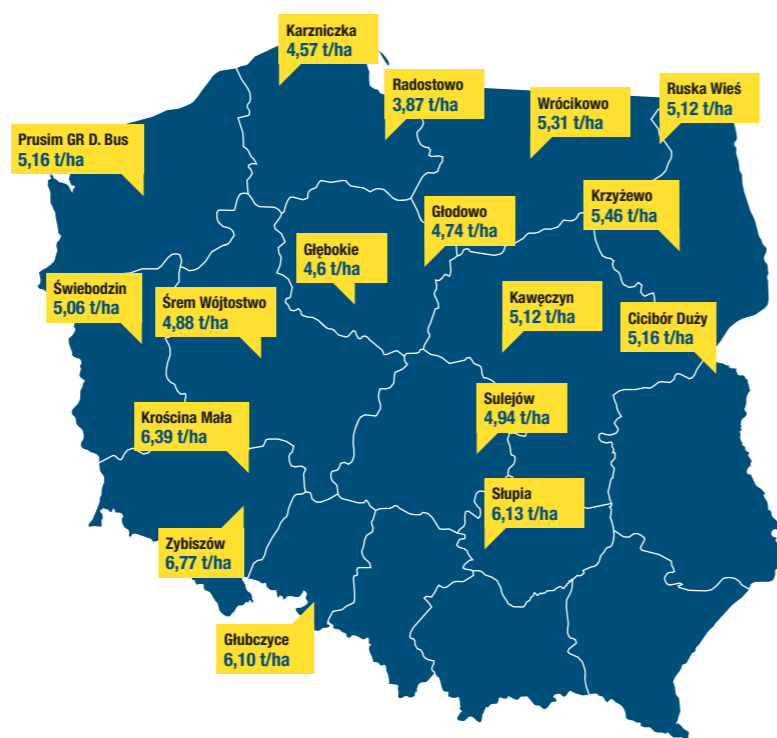 Karzniczka
4,57 t/ha
Radostowo
3,87 t/ha
Wrócikowo
5,31 t/ha
Ruska Wieś
5,12 t/ha
Prusim GR D. Bus
5,16 t/ha
Krzyżewo
5,46 t/ha
Głodowo
4,74 t/ha
Głębokie
4,6 t/ha
Świebodzin
5,06 t/ha
Śrem Wójtostwo
4,88 t/ha
Kawęczyn
5,12 t/ha
Cicibór Duży
5,16 t/ha
Sulejów
4,94 t/ha
Krościna Mała
6,39 t/ha
Słupia
6,13 t/ha
Zybiszów
6,77 t/ha
Głubczyce
6,10 t/ha